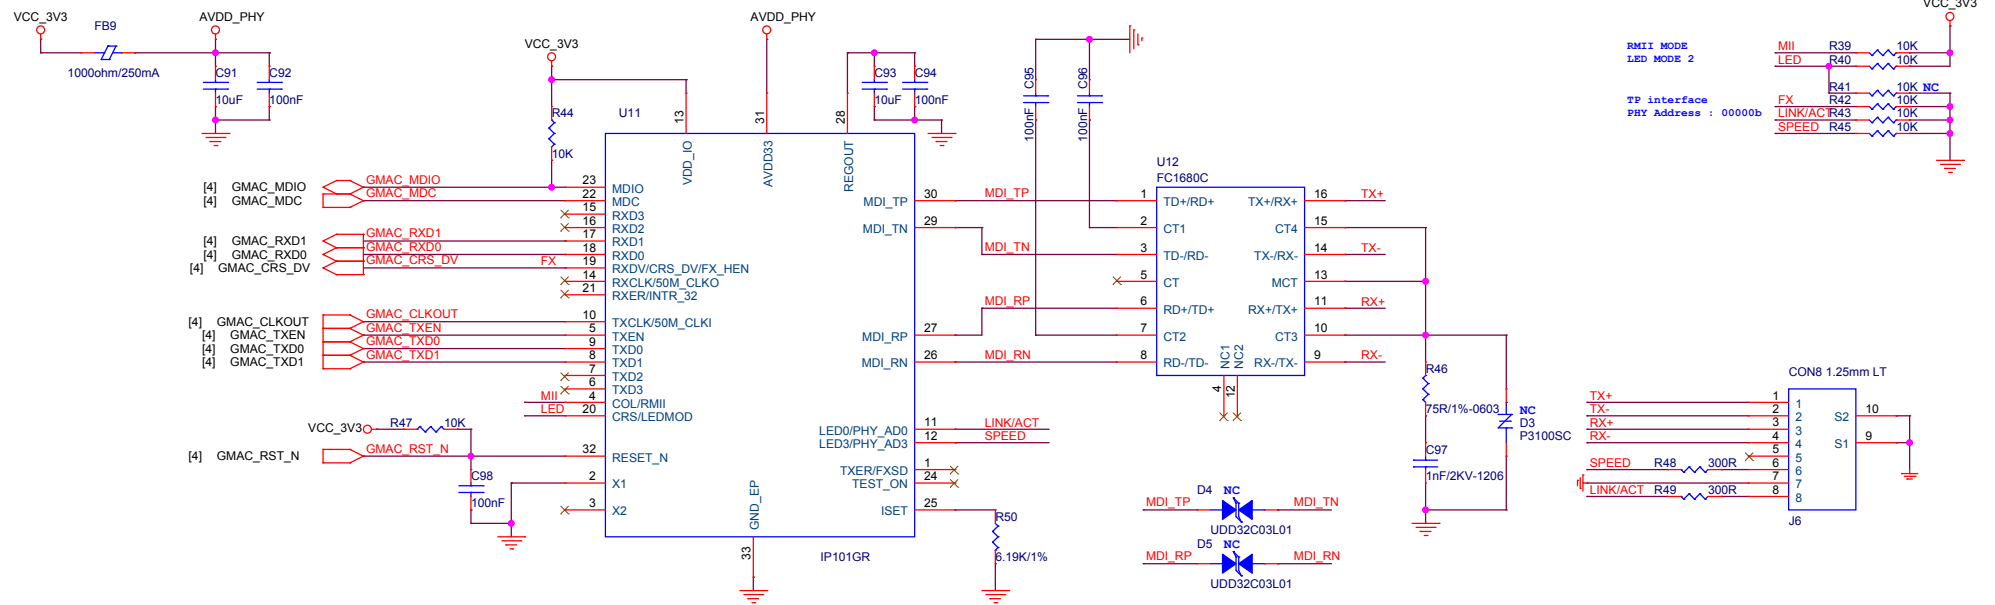 VCC_3V3
FB9
1000ohm/250mA
AVDD_PHY
C91
10uF
C92
100nF
VCC_3V3
R44
10K
U11
AVDD_PHY
C93
10uF
C94
100nF
13
31
28
VDD_IO
AVDD33
REGOUT
[4] GMAC_MDIO GMAC_MDIO 23 MDIO
[4] GMAC_MDC GMAC_MDC 22 MDC
15 RXD3
16 RXD2
[4] GMAC_RXD1 GMAC_RXD1 17 RXD1
[4] GMAC_RXD0 GMAC_RXD0 18 RXD0
[4] GMAC_CRS_DV GMAC_CRS_DV FX 19 RXDV/CRS_DV/FX_HEN
14 RXCLK/50M_CLKO
21 RXER/INTR_32
[4] GMAC_CLKOUT GMAC_CLKOUT 10 TXCLK/50M_CLKI
[4] GMAC_TXEN GMAC_TXEN 5 TXEN
[4] GMAC_TXD0 GMAC_TXD0 9 TXD0
[4] GMAC_TXD1 GMAC_TXD1 8 TXD1
7 TXD2
6 TXD3
MII 4 COL/RMII
LED 20 CRS/LEDMOD
VCC_3V3 R47 10K
[4] GMAC_RST_N GMAC_RST_N 32 RESET_N
C98
100nF
2 X1
3 X2
GND_EP
33
IP101GR
MDI_TP 30 MDI_TP
MDI_TN 29 MDI_TN
MDI_RP 27 MDI_RP
MDI_RN 26 MDI_RN
LED0/PHY_AD0 11 LINK/ACT
LED3/PHY_AD3 12 SPEED
TXER/FXSD 1
TEST_ON 24
ISET 25
R50
6.19K/1%
C95
100nF
C96
100nF
U12
FC1680C
1 TD+/RD+ TX+/RX+ 16 TX+
2 CT1 CT4 15
3 TD-/RD- TX-/RX- 14 TX-
5 CT MCT 13
6 RD+/TD+ RX+/TX+ 11 RX+
7 CT2 CT3 10
8 RD-/TD- RX-/TX- 9 RX-
NC1
NC2
4
12
R46
75R/1%-0603
C97
1nF/2KV-1206
NC
D3
P3100SC
D4 NC
MDI_TP MDI_TN
UDD32C03L01
D5 NC
MDI_RP MDI_RN
UDD32C03L01
VCC_3V3
RMII MODE
LED MODE 2
MII R39 10K
LED R40 10K
R41 10K NC
TP interface
PHY Address : 00000b
FX R42 10K
LINK/ACT R43 10K
SPEED R45 10K
CON8 1.25mm LT
TX+ 1 1
TX- 2 2
RX+ 3 3
RX- 4 4
5 5
SPEED R48 300R 6 6
7 7
LINK/ACT R49 300R 8 8
S2 10
S1 9
J6